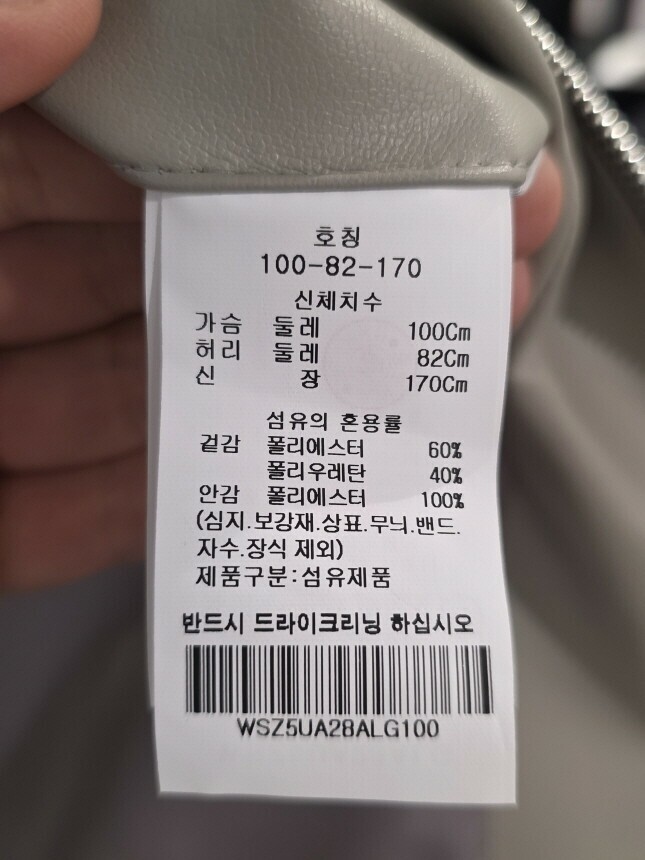 호칭
100-82-170
신체치수
가슴 둘레 100Cm
허리 둘레 82Cm
신 장 170Cm
섬유의 혼용률
겉감 폴리에스터 60%
폴리우레탄 40%
안감 폴리에스터 100%
(심지.보강재.상표.무늬.밴드.
자수.장식 제외)
제품구분:섬유제품
반드시 드라이크리닝 하십시오
WSZ5UA28ALG100